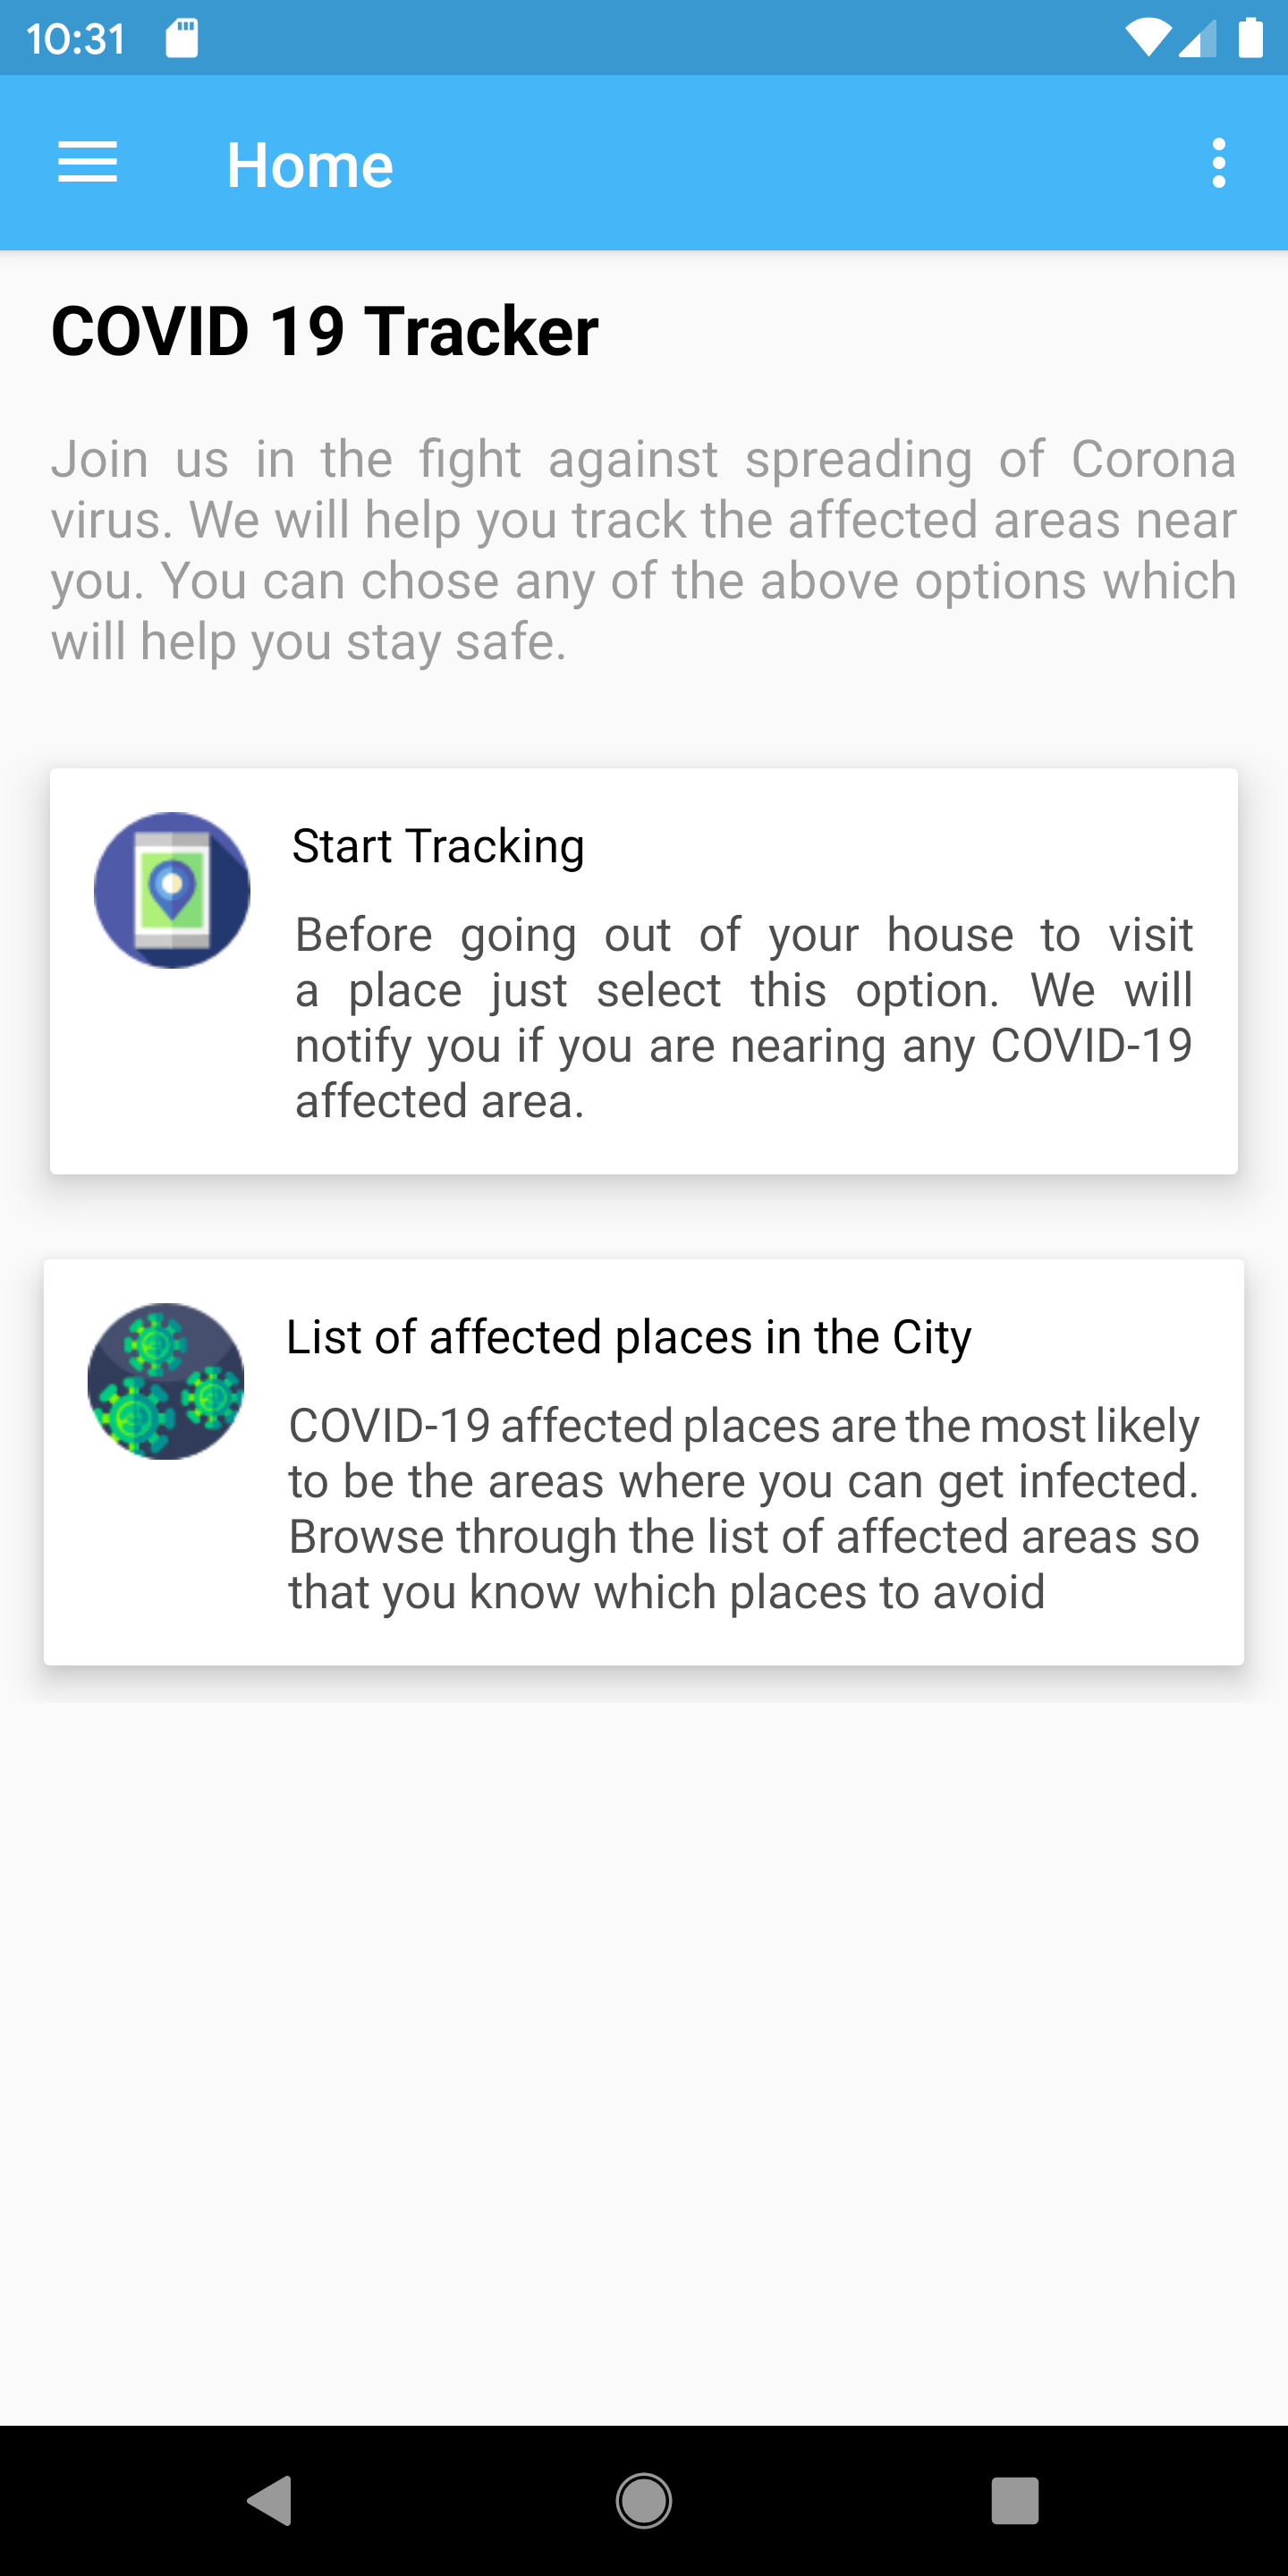 10:31
Home
COVID 19 Tracker
Join us in the fight against spreading of Corona
virus. We will help you track the affected areas near
you. You can chose any of the above options which
will help you stay safe.
Start Tracking
Before going out of your house to visit
a place just select this option. We will
notify you if you are nearing any COVID-19
affected area.
List of affected places in the City
COVID-19 affected places are the most likely
to be the areas where you can get infected.
Browse through the list of affected areas so
that you know which places to avoid